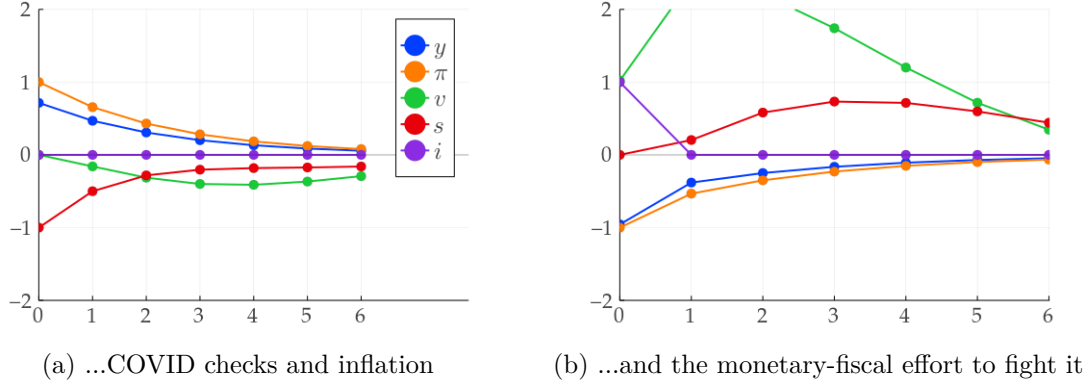 2
1
0
−1
−2
0 1 2 3 4 5 6
y
π
v
s
i
(a) ...COVID checks and inflation
2
1
0
−1
−2
0 1 2 3 4 5 6
(b) ...and the monetary-fiscal effort to fight it